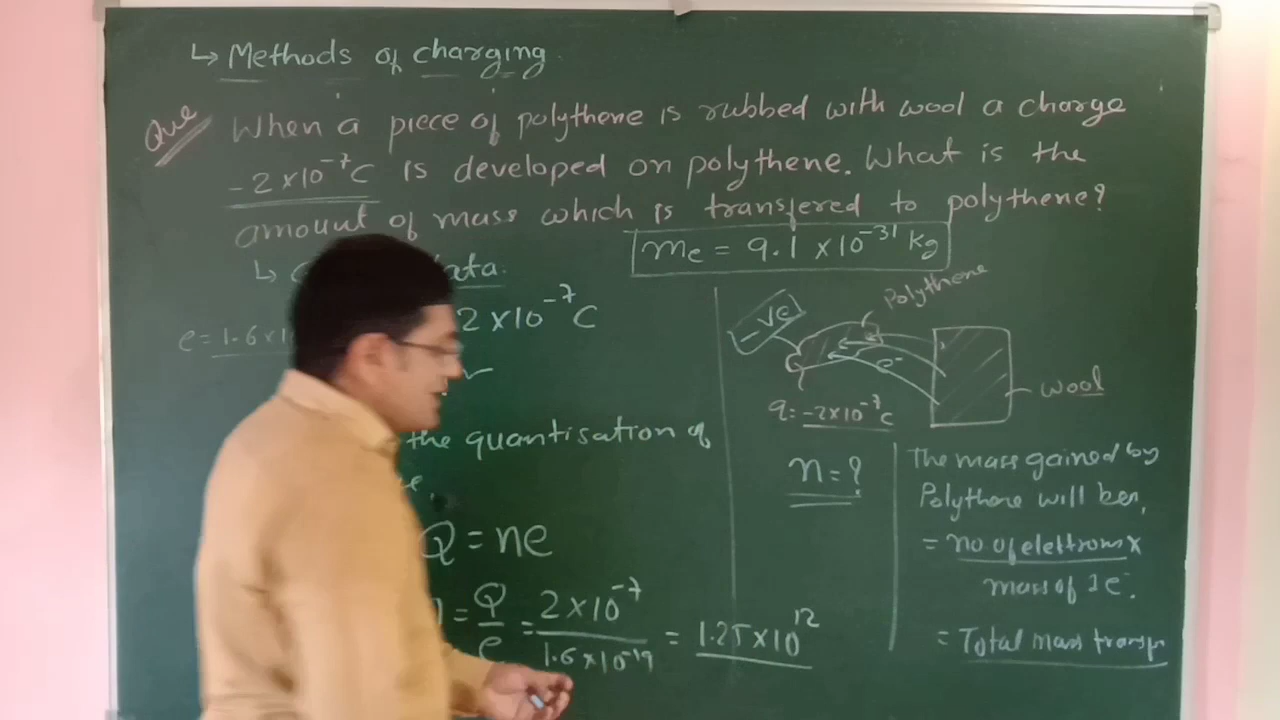 ↳ Methods of charging
Que When a piece of polythene is rubbed with wool a charge
-2×10⁻⁷C is developed on polythene. What is the
amount of mass which is transfered to polythene?
mₑ = 9.1 ×10⁻³¹ kg
↳
2×10⁻⁷C
e=1.6×1
the quantisation of
Q=ne
= Q/e = 2×10⁻⁷/1.6×10⁻¹⁹ = 1.25×10¹²
Polythene
-ve
e⁻
wool
q=-2×10⁻⁷C
n=?
The mass gained by
Polythene will be,
= no of elettroms ×
mass of 1e⁻.
= Total mass transfr